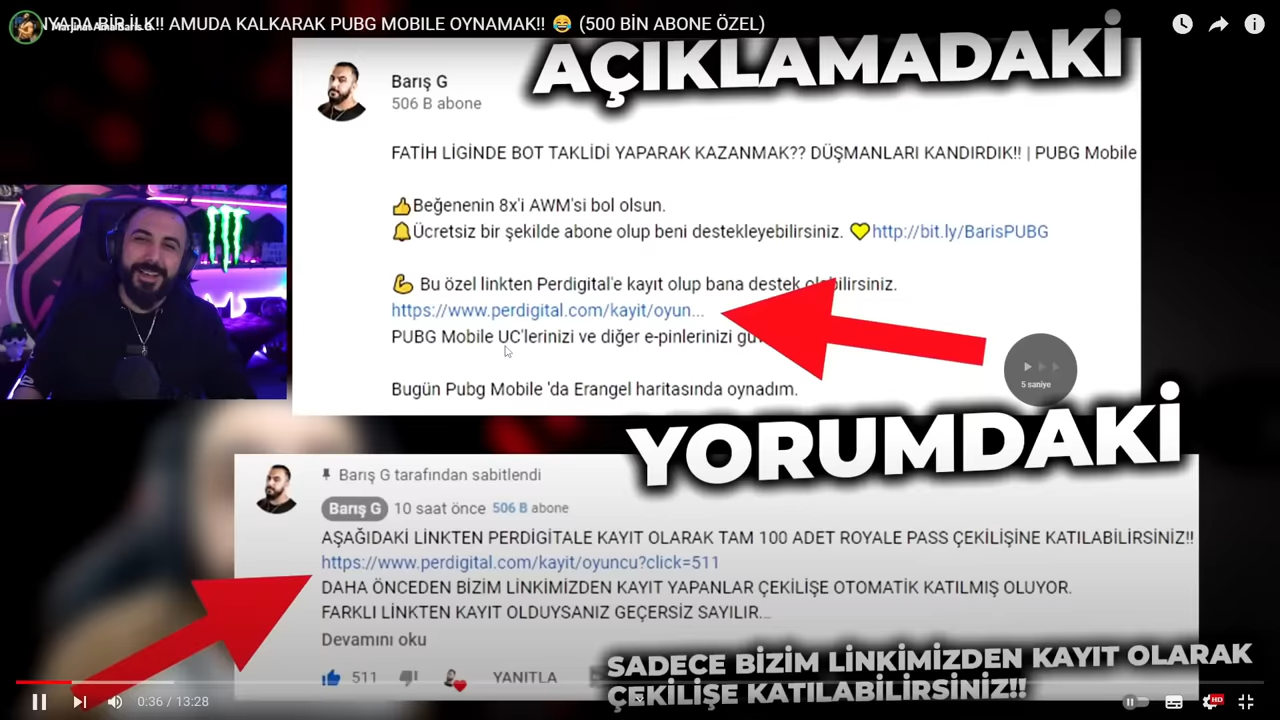 NYADA BİR İLK!! AMUDA KALKARAK PUBG MOBILE OYNAMAK!! 😂 (500 BİN ABONE ÖZEL)
AÇIKLAMADAKİ
Barış G
506 B abone
FATİH LİGİNDE BOT TAKLİDİ YAPARAK KAZANMAK?? DÜŞMANLARI KANDIRDIK!! | PUBG Mobile
👍Beğenenin 8x'i AWM'si bol olsun.
🔔Ücretsiz bir şekilde abone olup beni destekleyebilirsiniz. 💛http://bit.ly/BarisPUBG
💪 Bu özel linkten Perdigital'e kayıt olup bana destek olabilirsiniz.
https://www.perdigital.com/kayit/oyun...
PUBG Mobile UC'lerinizi ve diğer e-pinlerinizi
5 saniye
Bugün Pubg Mobile 'da Erangel haritasında oynadım.
YORUMDAKİ
Barış G tarafından sabitlendi
Barış G 10 saat önce 506 B abone
AŞAĞIDAKİ LİNKTEN PERDİGİTALE KAYIT OLARAK TAM 100 ADET ROYALE PASS ÇEKİLİŞİNE KATILABİLİRSİNİZ!!
https://www.perdigital.com/kayit/oyuncu?click=511
DAHA ÖNCEDEN BİZİM LİNKİMİZDEN KAYIT YAPANLAR ÇEKİLİŞE OTOMATİK KATILMIŞ OLUYOR.
FARKLI LİNKTEN KAYIT OLDUYSANIZ GEÇERSİZ SAYILIR...
Devamını oku
511 YANITLA
SADECE BİZİM LİNKİMİZDEN KAYIT OLARAK
ÇEKİLİŞE KATILABİLİRSİNİZ!!
0:36 / 13:28
HD